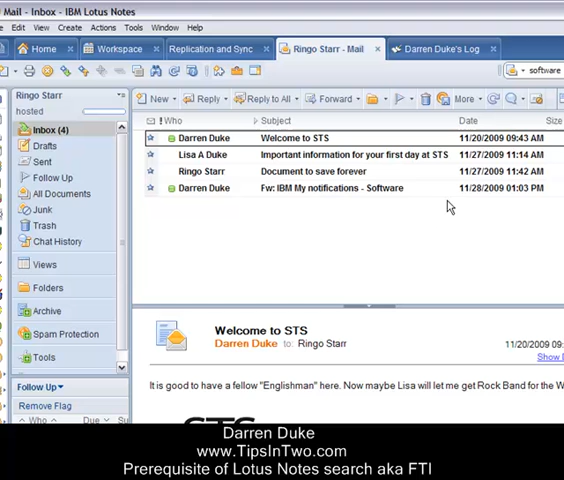 Mail - Inbox - IBM Lotus Notes
Edit View Create Actions Tools Window Help
Home Workspace Replication and Sync Ringo Starr - Mail Darren Duke's Log
software
Ringo Starr
hosted
New Reply Reply to All Forward More
! Who Subject Date Size
Darren Duke Welcome to STS 11/20/2009 09:43 AM
Lisa A Duke Important information for your first day at STS 11/27/2009 11:14 AM
Ringo Starr Document to save forever 11/27/2009 11:42 AM
Darren Duke Fw: IBM My notifications - Software 11/28/2009 01:03 PM
Inbox (4)
Drafts
Sent
Follow Up
All Documents
Junk
Trash
Chat History
Views
Folders
Archive
Spam Protection
Tools
Follow Up
Remove Flag
Who Due Su
Welcome to STS
Darren Duke to: Ringo Starr
11/20/2009 09:
Show D
It is good to have a fellow "Englishman" here. Now maybe Lisa will let me get Rock Band for the W
STS
Darren Duke
www.TipsInTwo.com
Prerequisite of Lotus Notes search aka FTI